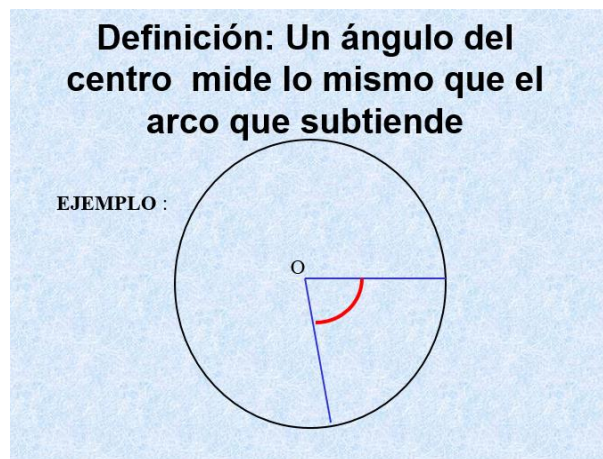 Definición: Un ángulo del
centro mide lo mismo que el
arco que subtiende
EJEMPLO :
O